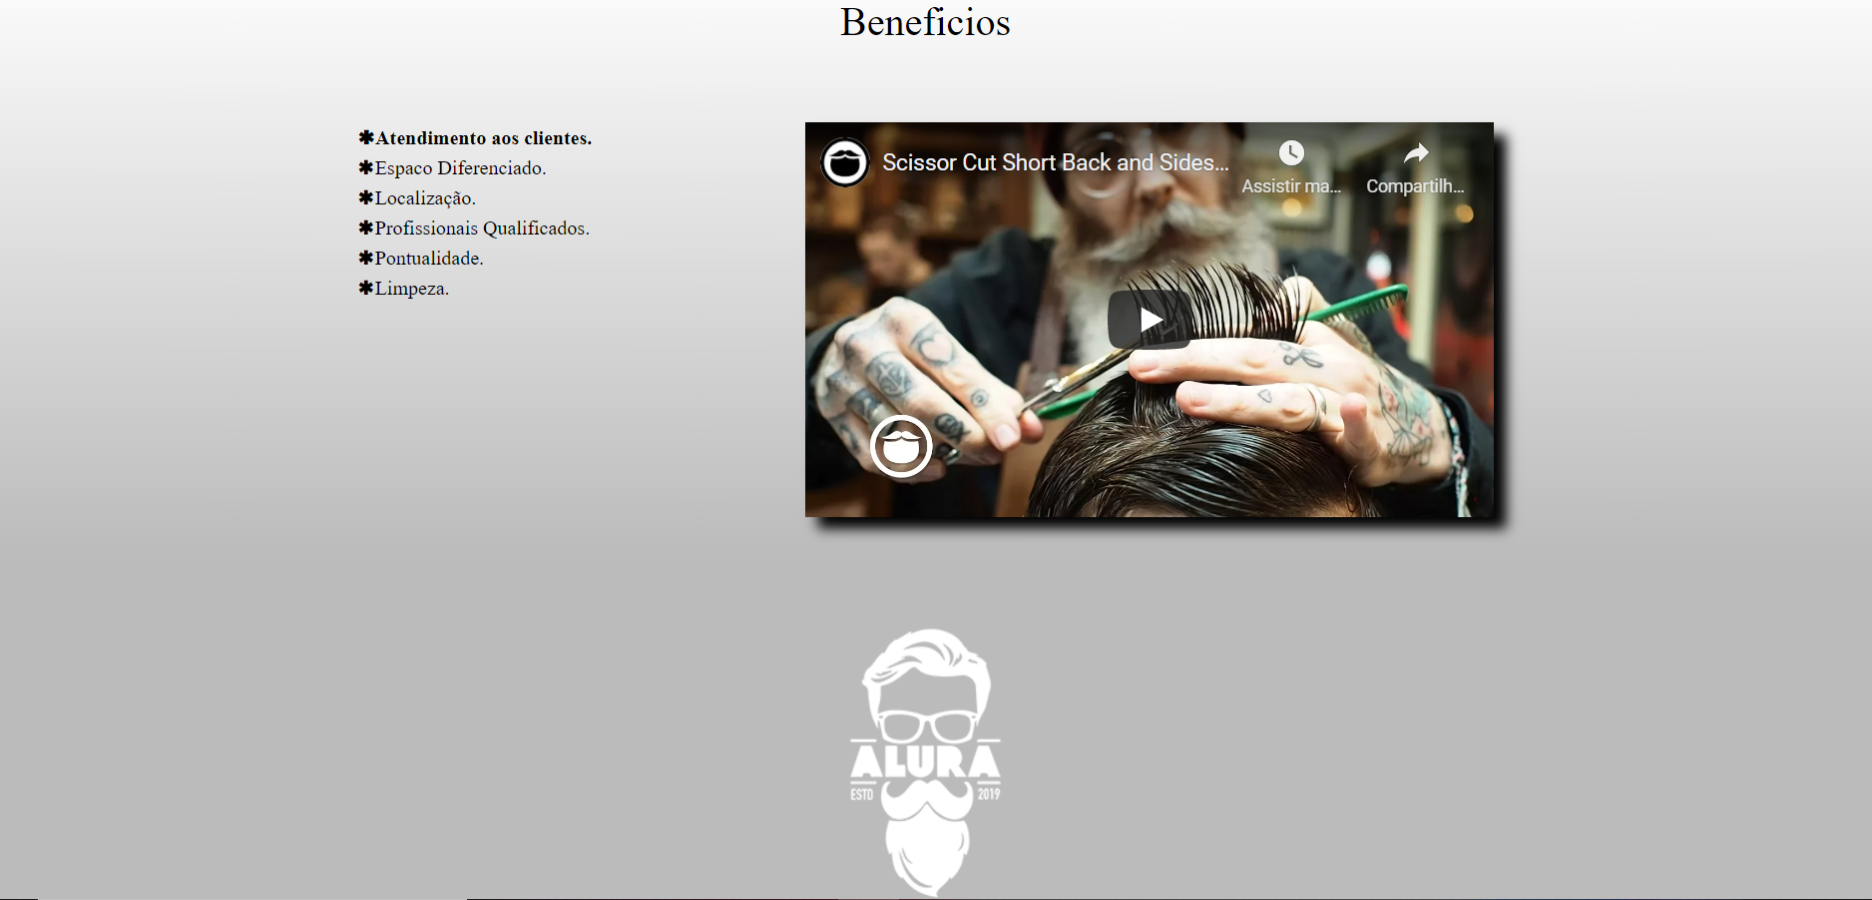 Beneficios
✱Atendimento aos clientes.
✱Espaco Diferenciado.
✱Localização.
✱Profissionais Qualificados.
✱Pontualidade.
✱Limpeza.
Scissor Cut Short Back and Sides...
Assistir ma...
Compartilh...
ALURA
ESTD 2019